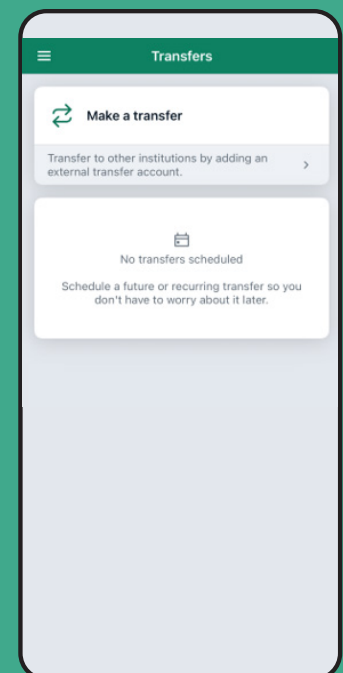 Transfers
Make a transfer
Transfer to other institutions by adding an
external transfer account.
No transfers scheduled
Schedule a future or recurring transfer so you
don't have to worry about it later.